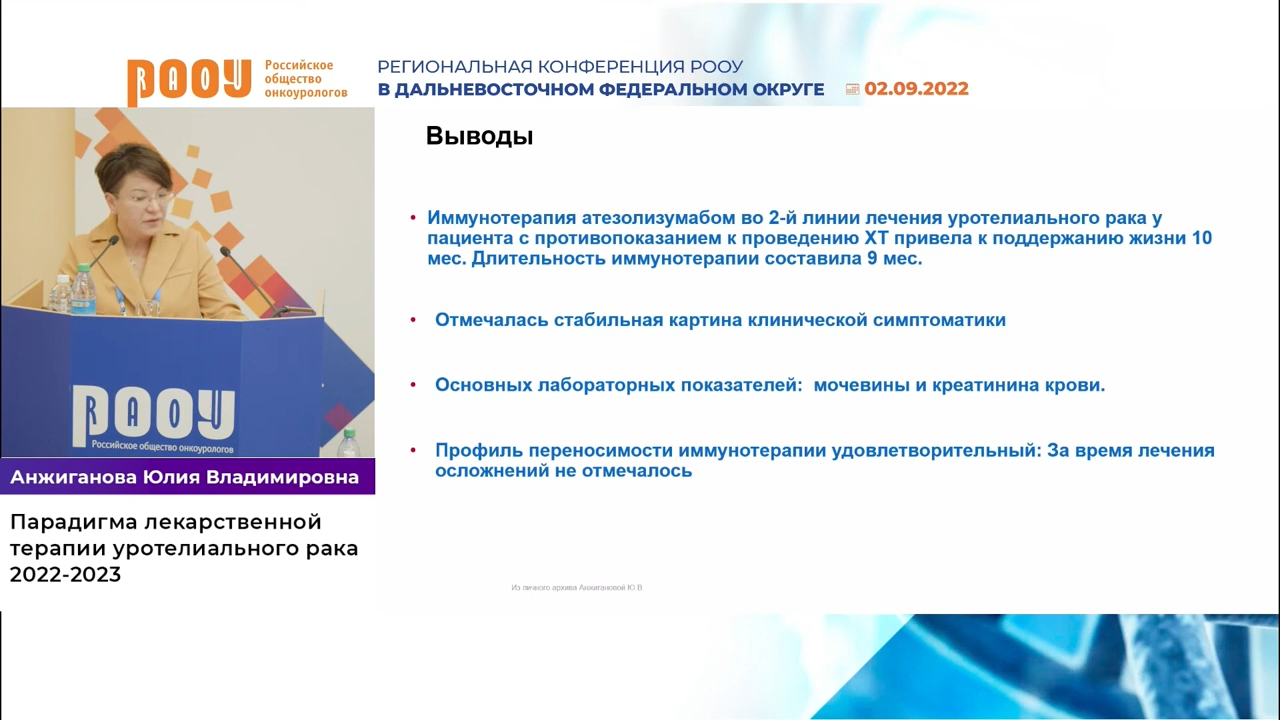 РООУ
RAOU
Российское
общество
онкоурологов
РЕГИОНАЛЬНАЯ КОНФЕРЕНЦИЯ РООУ
В ДАЛЬНЕВОСТОЧНОМ ФЕДЕРАЛЬНОМ ОКРУГЕ 02.09.2022
Выводы
• Иммунотерапия атезолизумабом во 2-й линии лечения уротелиального рака у
пациента с противопоказанием к проведению ХТ привела к поддержанию жизни 10
мес. Длительность иммунотерапии составила 9 мес.
• Отмечалась стабильная картина клинической симптоматики
• Основных лабораторных показателей: мочевины и креатинина крови.
• Профиль переносимости иммунотерапии удовлетворительный: За время лечения
осложнений не отмечалось
Из личного архива Анжигановой Ю.В.
РООУ
RAOU
Российское общество онкоурологов
Анжиганова Юлия Владимировна
Парадигма лекарственной
терапии уротелиального рака
2022-2023